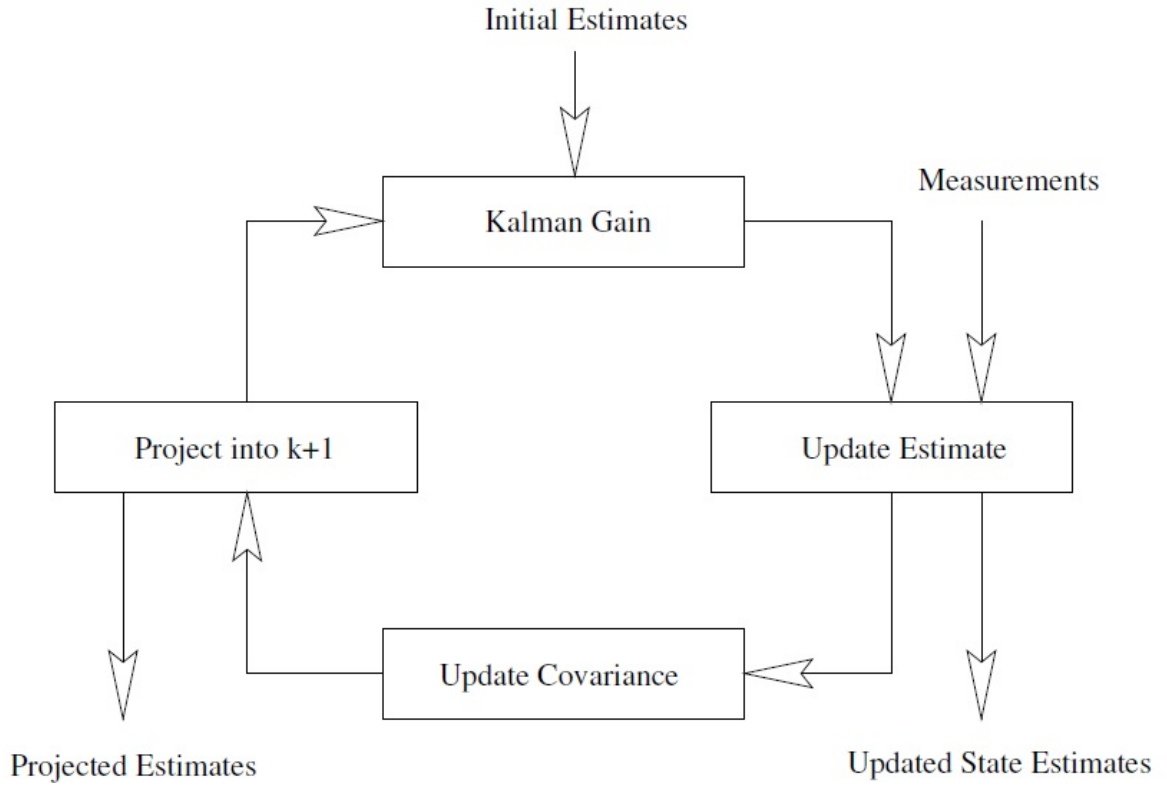 Initial Estimates
Measurements
Kalman Gain
Project into k+1
Update Estimate
Update Covariance
Projected Estimates
Updated State Estimates